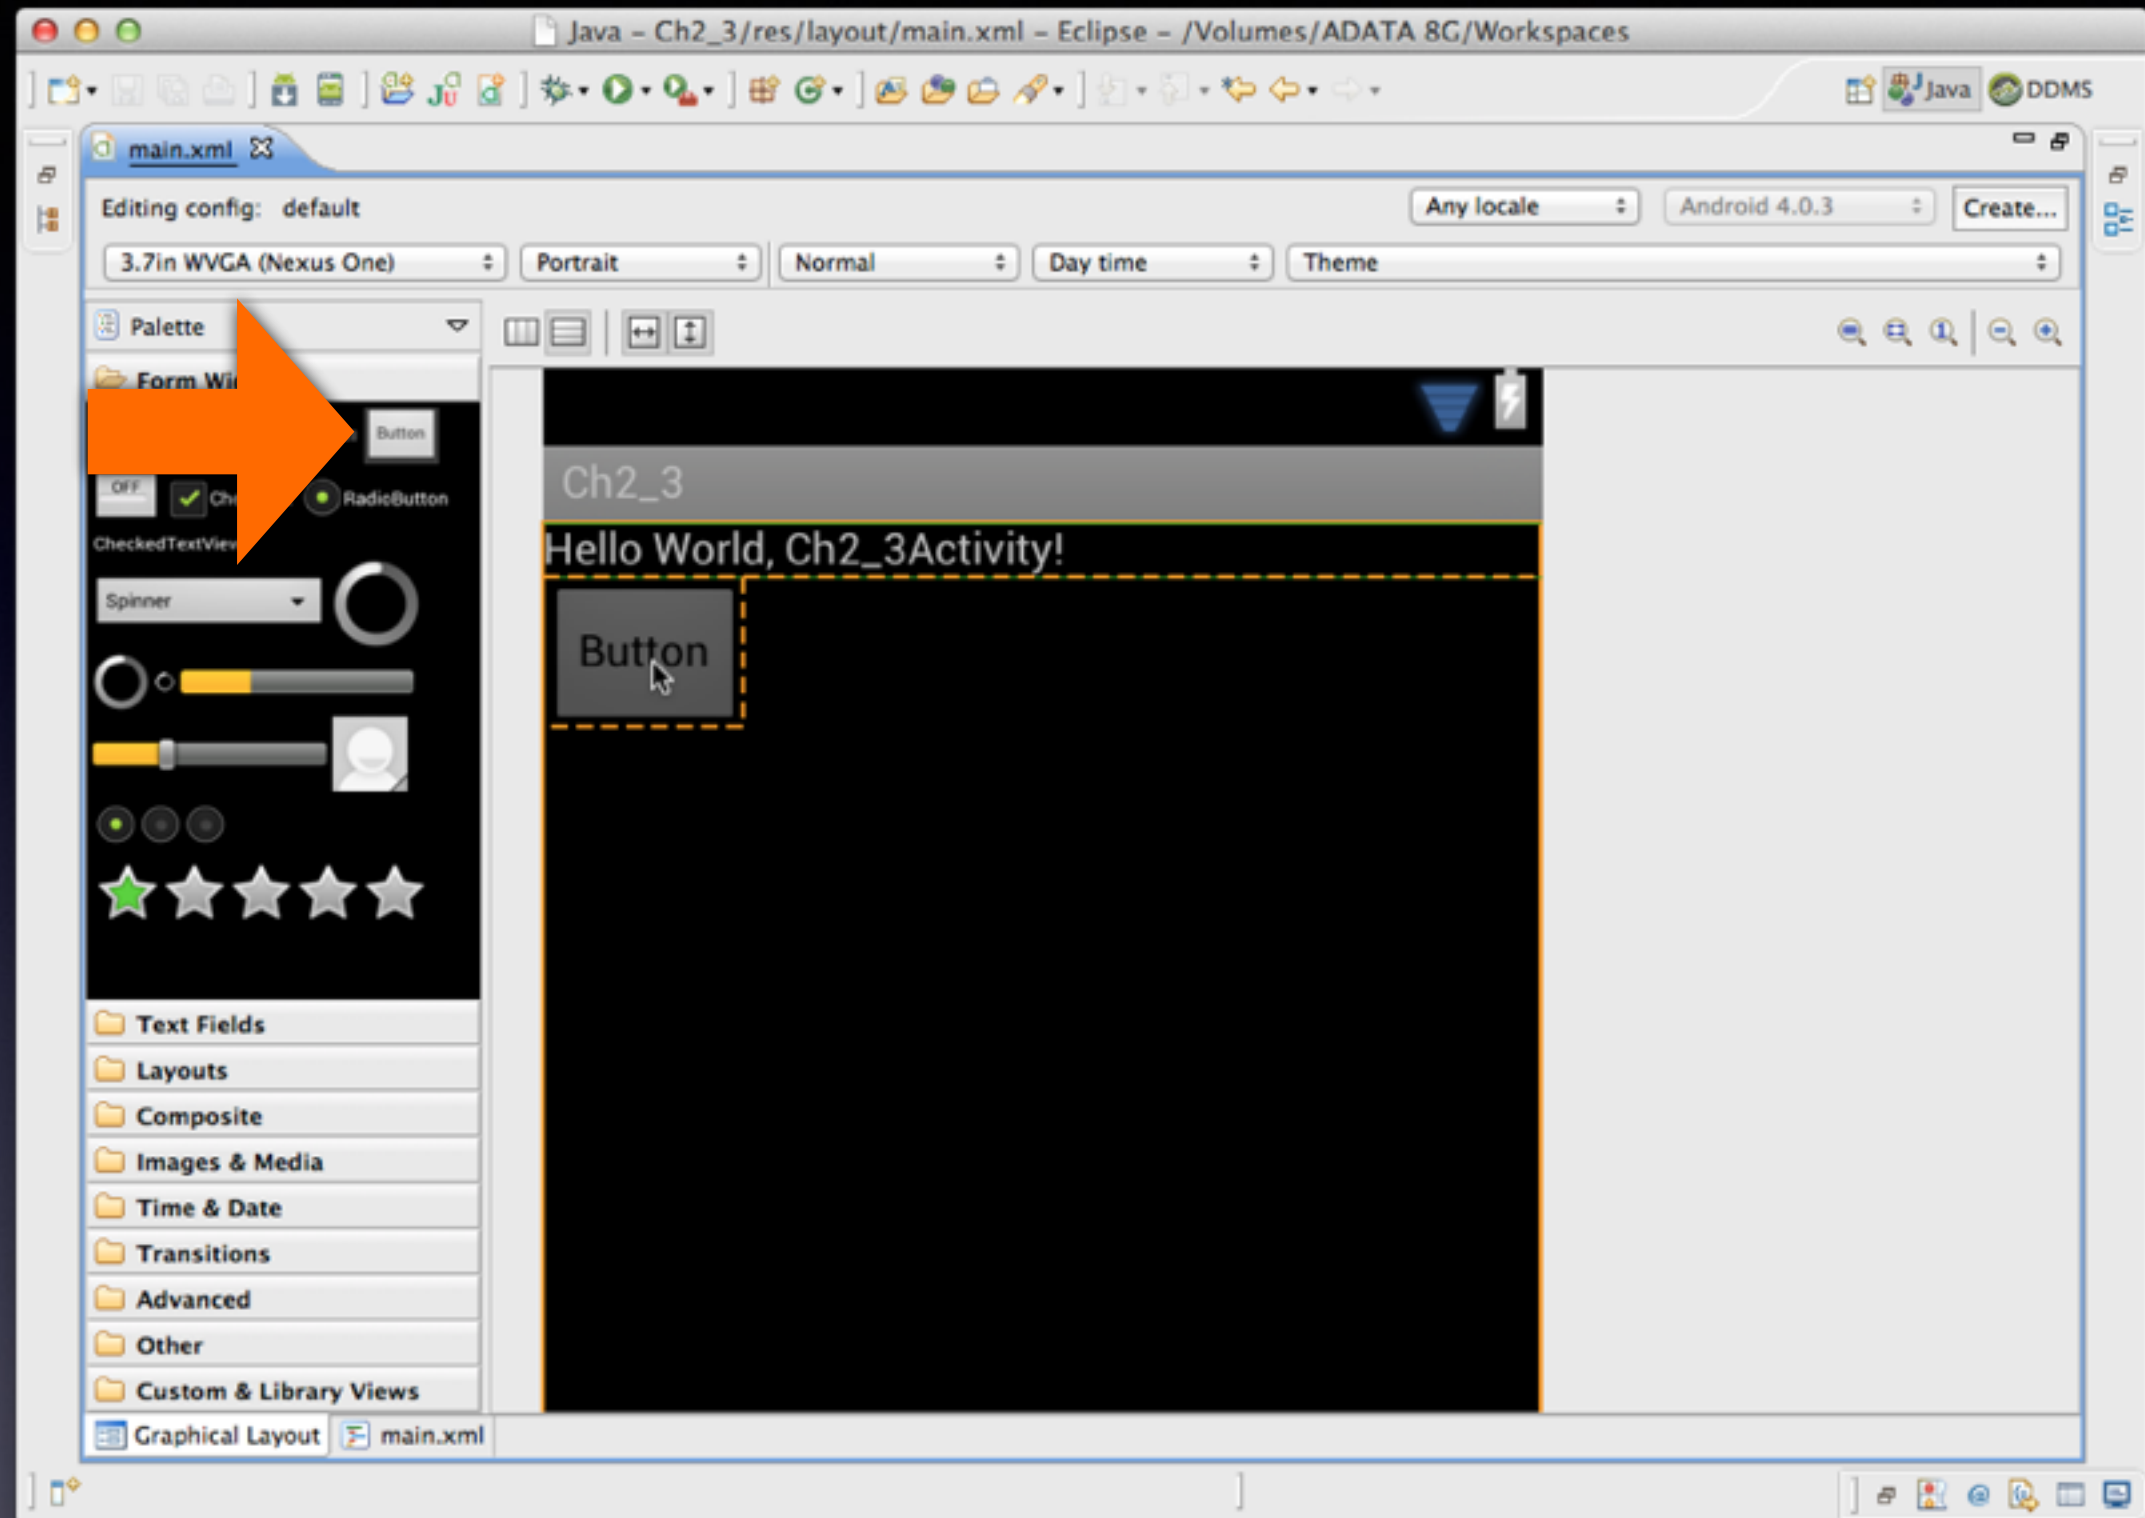 Java – Ch2_3/res/layout/main.xml – Eclipse – /Volumes/ADATA 8G/Workspaces
Java DDMS
main.xml
Editing config: default Any locale Android 4.0.3 Create...
3.7in WVGA (Nexus One) Portrait Normal Day time Theme
Palette
Form
Button
OFF RadioButton
Spinner
Ch2_3
Hello World, Ch2_3Activity!
Button
Text Fields
Layouts
Composite
Images & Media
Time & Date
Transitions
Advanced
Other
Custom & Library Views
Graphical Layout main.xml